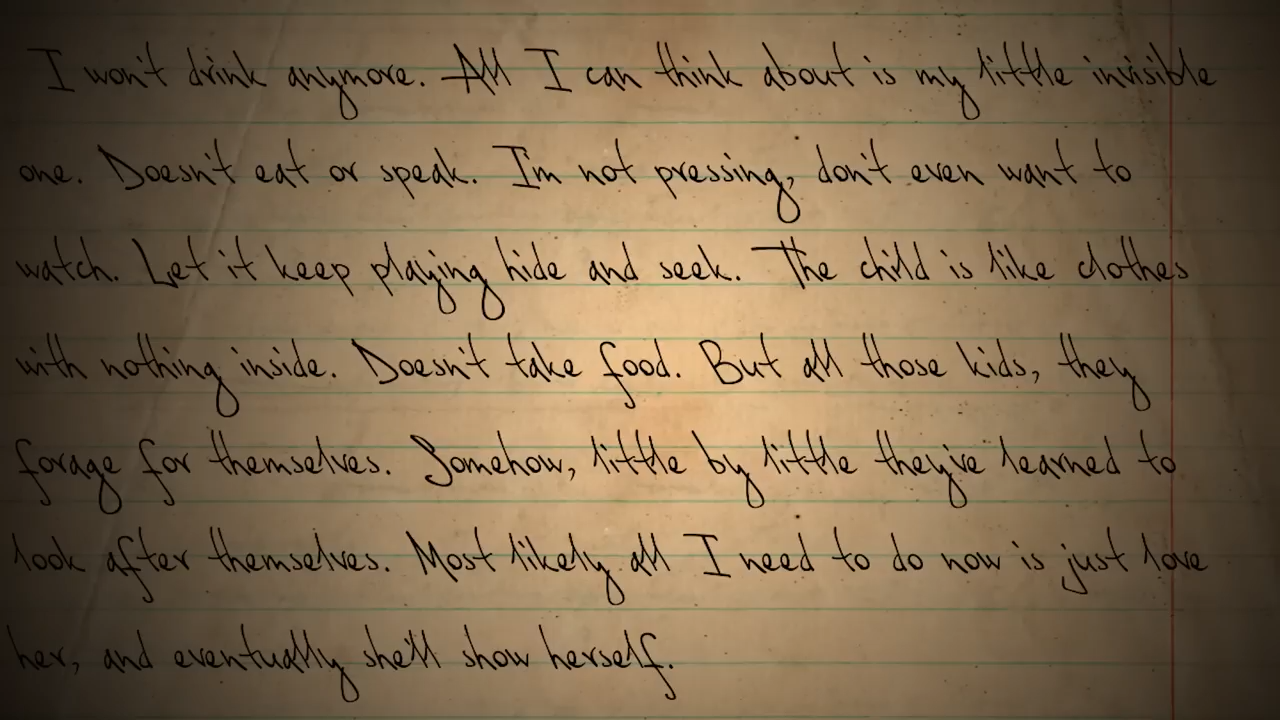 I won't drink anymore. All I can think about is my little invisible
one. Doesn't eat or speak. I'm not pressing, don't even want to
watch. Let it keep playing hide and seek. The child is like clothes
with nothing inside. Doesn't take food. But all those kids, they
forage for themselves. Somehow, little by little they've learned to
look after themselves. Most likely all I need to do now is just love
her, and eventually she'll show herself.